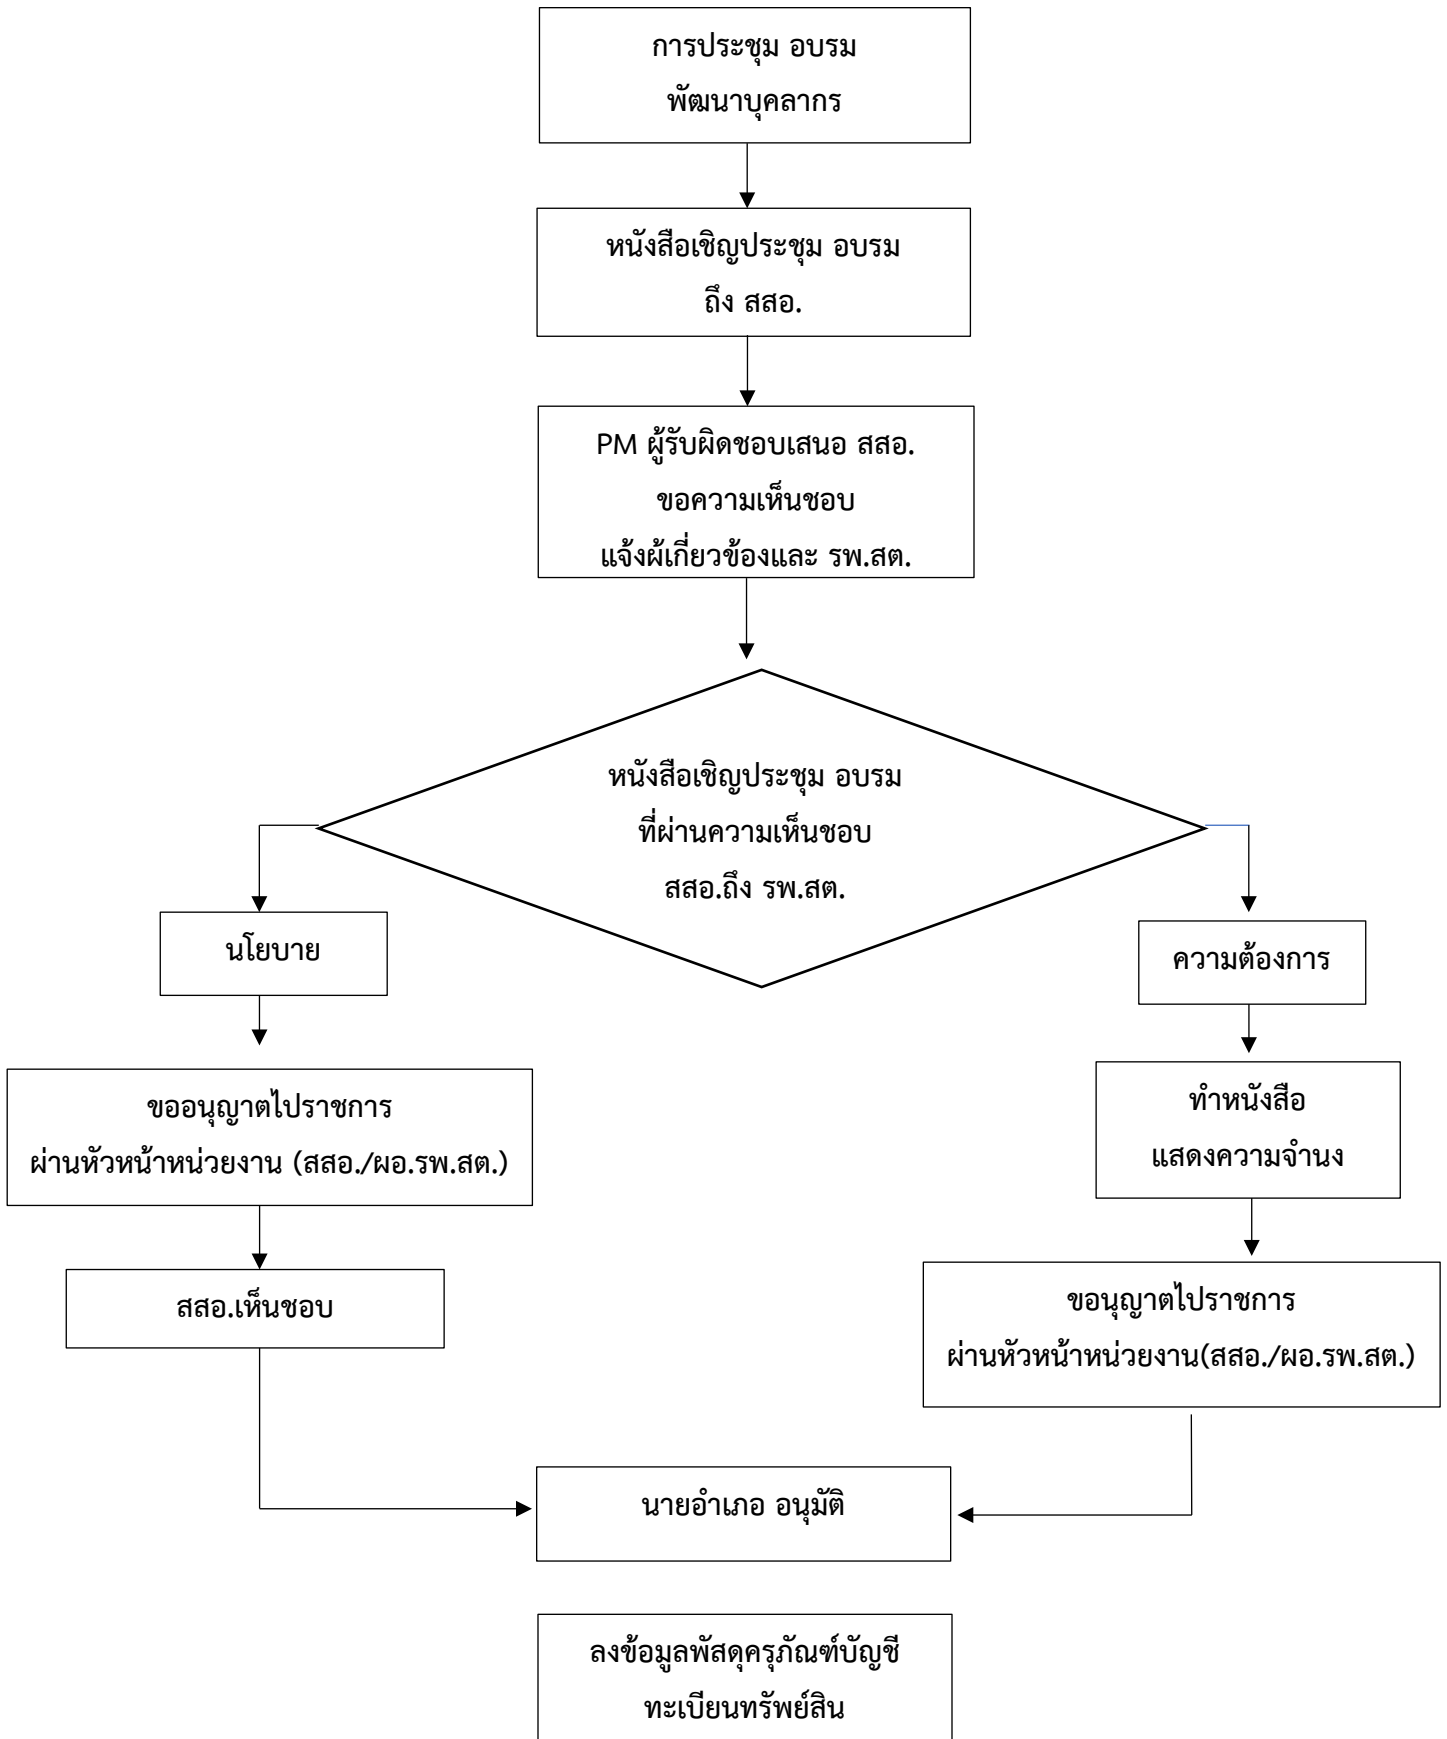 การประชุม อบรม
พัฒนาบุคลากร
หนังสือเชิญประชุม อบรม
ถึง สสอ.
PM ผู้รับผิดชอบเสนอ สสอ.
ขอความเห็นชอบ
แจ้งผ้เกี่ยวข้องและ รพ.สต.
หนังสือเชิญประชุม อบรม
ที่ผ่านความเห็นชอบ
สสอ.ถึง รพ.สต.
นโยบาย
ความต้องการ
ขออนุญาตไปราชการ
ผ่านหัวหน้าหน่วยงาน (สสอ./ผอ.รพ.สต.)
ทำหนังสือ
แสดงความจำนง
สสอ.เห็นชอบ
ขอนุญาตไปราชการ
ผ่านหัวหน้าหน่วยงาน(สสอ./ผอ.รพ.สต.)
นายอำเภอ อนุมัติ
ลงข้อมูลพัสดุครุภัณฑ์บัญชี
ทะเบียนทรัพย์สิน